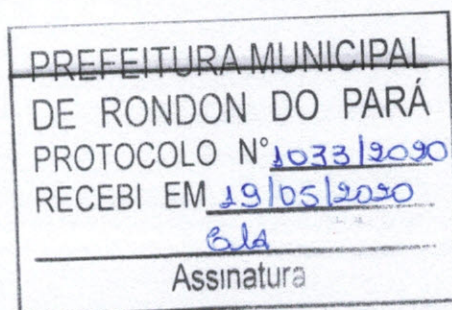 PREFEITURA MUNICIPAL
DE RONDON DO PARÁ
PROTOCOLO N° 1033/2020
RECEBI EM 19/05/2020
Assinatura